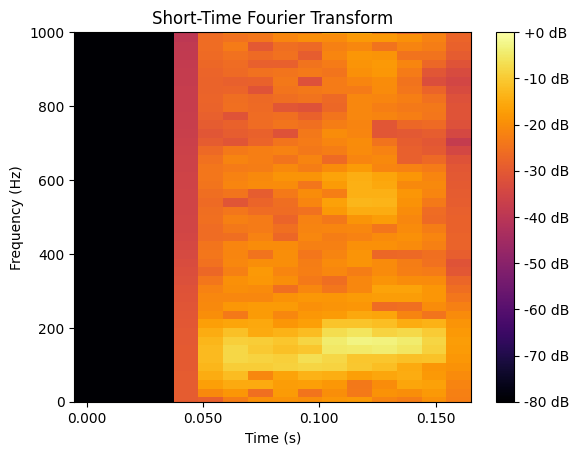 Short-Time Fourier Transform
1000
800
600
400
200
0
Frequency (Hz)
0.000
0.050
0.100
0.150
Time (s)
+0 dB
-10 dB
-20 dB
-30 dB
-40 dB
-50 dB
-60 dB
-70 dB
-80 dB